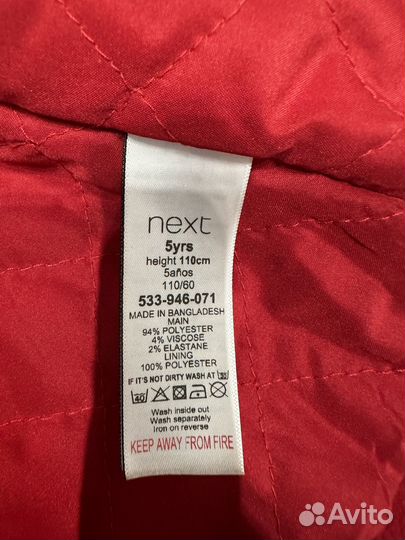 next
5yrs
height 110cm
5años
110/60
533-946-071
MADE IN BANGLADESH
MAIN
94% POLYESTER
4% VISCOSE
2% ELASTANE
LINING
100% POLYESTER
IF IT'S NOT DIRTY WASH AT 30
40
Wash inside out
Wash separately
Iron on reverse
KEEP AWAY FROM FIRE
Avito